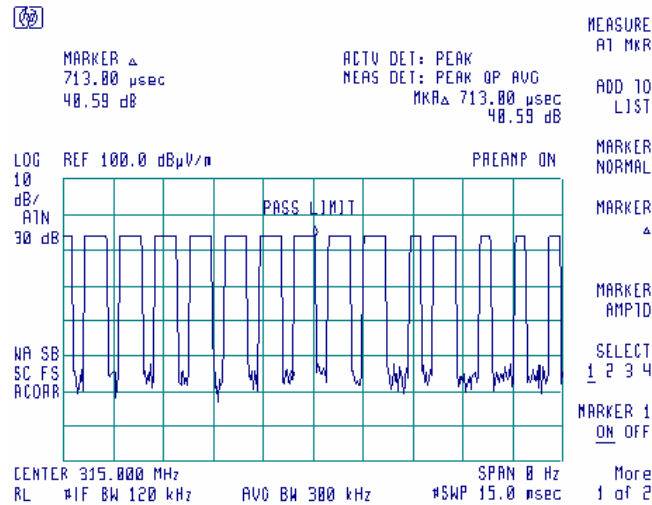 hp
MEASURE
AT MKR
MARKER Δ
713.00 µsec
40.59 dB
ACTV DET: PEAK
MEAS DET: PEAK QP AVG
MKRΔ 713.00 µsec
40.59 dB
ADD TO
LIST
LOG REF 100.0 dBµV/m PREAMP ON
10
dB/
ATN
30 dB
PASS LIMIT
MARKER
NORMAL
MARKER
Δ
MARKER
AMPTD
WA SB
SC FS
ACORR
SELECT
1 2 3 4
MARKER 1
ON OFF
CENTER 315.000 MHz SPAN 0 Hz
RL #IF BW 120 kHz AVG BW 300 kHz #SWP 15.0 msec
More
1 of 2